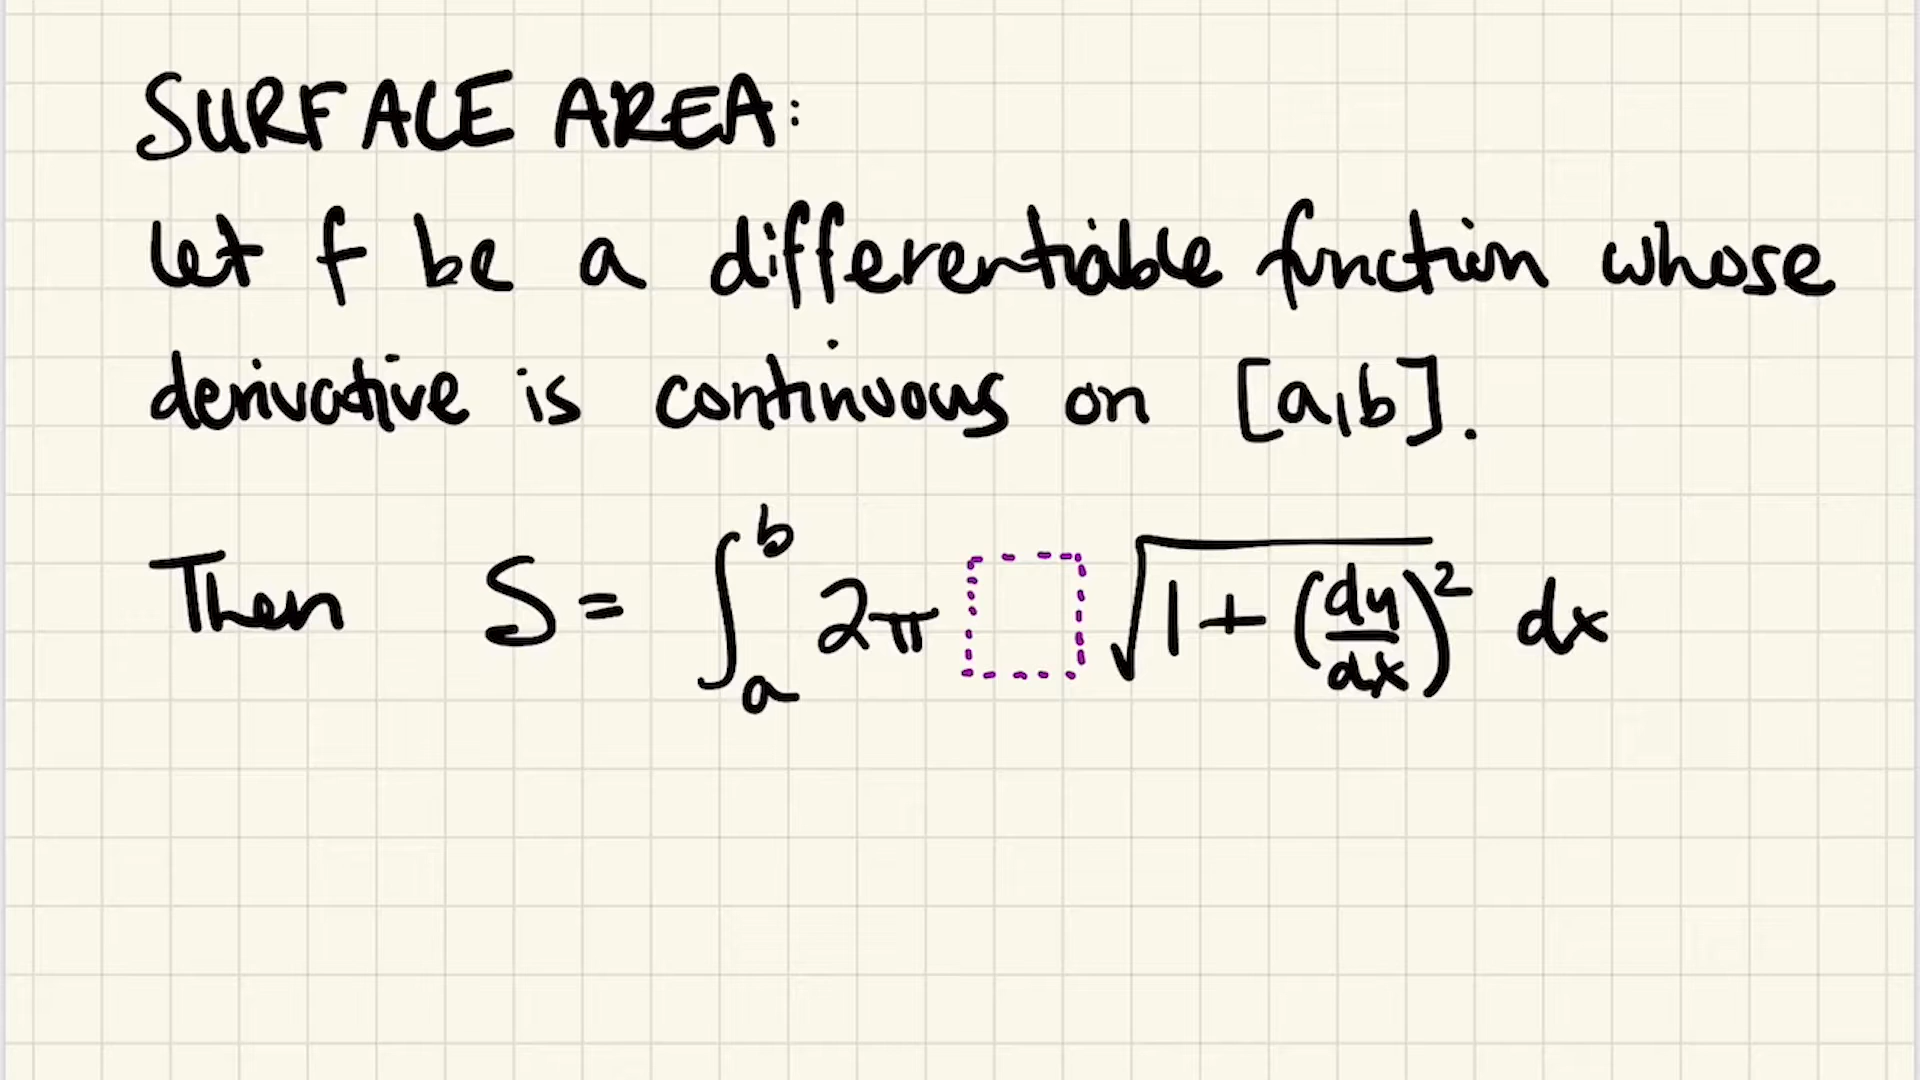 SURFACE AREA:
let f be a differentiable function whose
derivative is continuous on [a,b].
Then S = ∫_a^b 2π √(1 + (dy/dx)²) dx